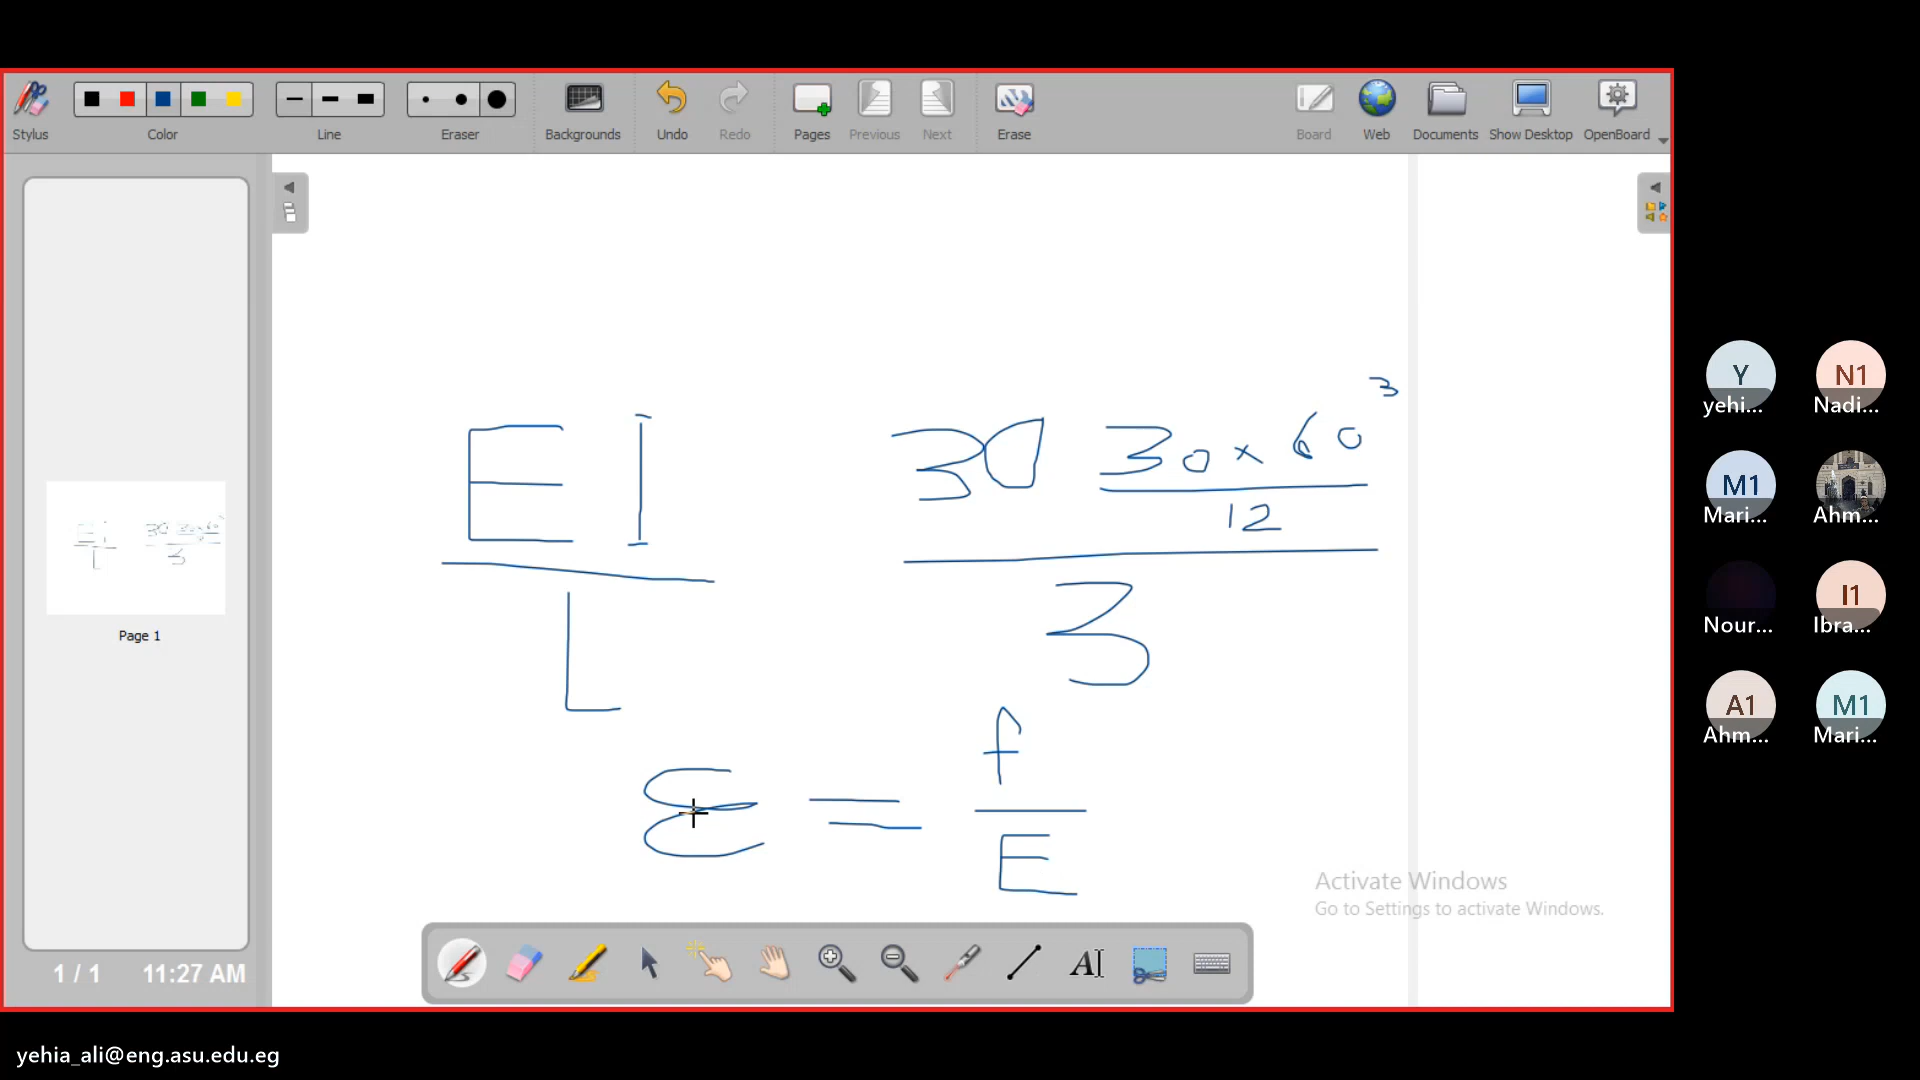 Stylus
Color
Line
Eraser
Backgrounds
Undo
Redo
Pages
Previous
Next
Erase
Board
Web
Documents
Show Desktop
OpenBoard
Page 1
1 / 1 11:27 AM
EI
L
30 30 x 60³
12
3
ε = f
E
AI
Activate Windows
Go to Settings to activate Windows.
Y
yehi...
N1
Nadi...
M1
Mari...
Ahm...
Nour...
I1
Ibra...
A1
Ahm...
M1
Mari...
yehia_ali@eng.asu.edu.eg